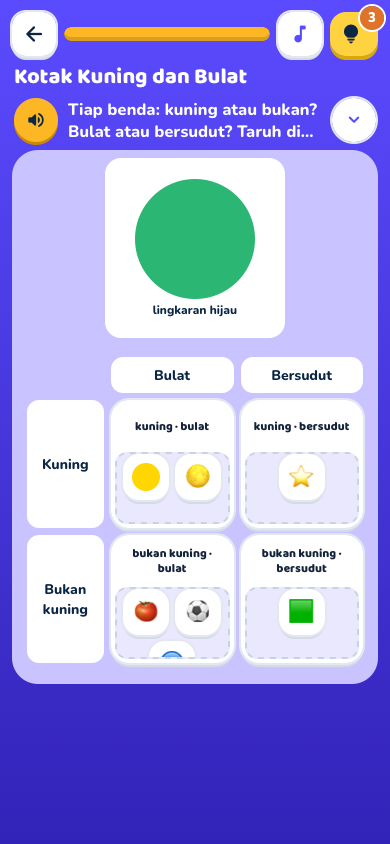 3
Kotak Kuning dan Bulat
Tiap benda: kuning atau bukan?
Bulat atau bersudut? Taruh di...
lingkaran hijau
Bulat
Bersudut
Kuning
kuning · bulat
kuning · bersudut
Bukan
kuning
bukan kuning ·
bulat
bukan kuning ·
bersudut